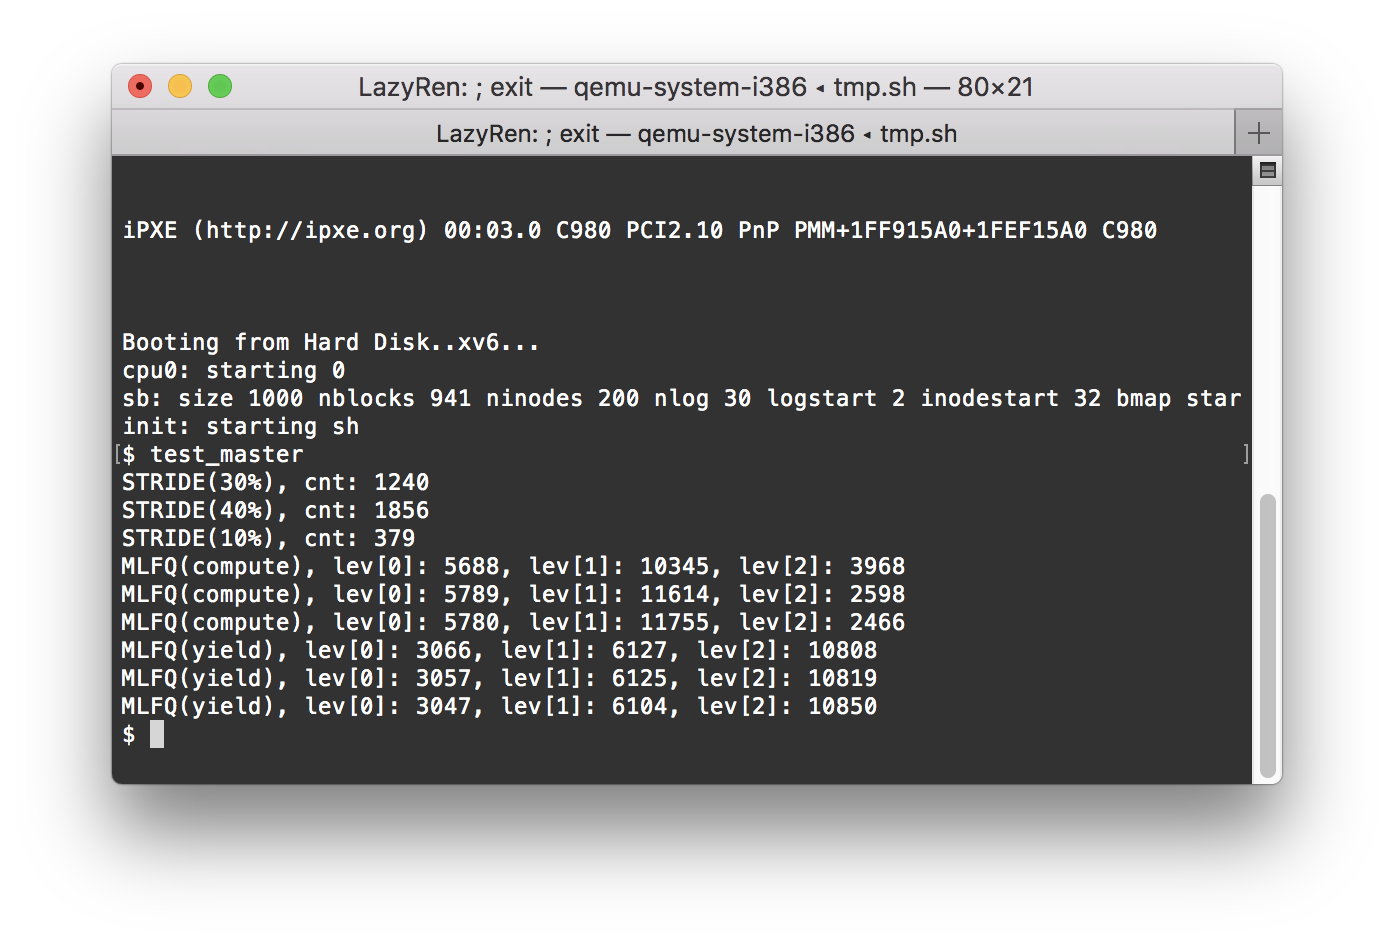 LazyRen: ; exit — qemu-system-i386 ◂ tmp.sh — 80×21
LazyRen: ; exit — qemu-system-i386 ◂ tmp.sh
iPXE (http://ipxe.org) 00:03.0 C980 PCI2.10 PnP PMM+1FF915A0+1FEF15A0 C980
Booting from Hard Disk..xv6...
cpu0: starting 0
sb: size 1000 nblocks 941 ninodes 200 nlog 30 logstart 2 inodestart 32 bmap star
init: starting sh
[$ test_master ]
STRIDE(30%), cnt: 1240
STRIDE(40%), cnt: 1856
STRIDE(10%), cnt: 379
MLFQ(compute), lev[0]: 5688, lev[1]: 10345, lev[2]: 3968
MLFQ(compute), lev[0]: 5789, lev[1]: 11614, lev[2]: 2598
MLFQ(compute), lev[0]: 5780, lev[1]: 11755, lev[2]: 2466
MLFQ(yield), lev[0]: 3066, lev[1]: 6127, lev[2]: 10808
MLFQ(yield), lev[0]: 3057, lev[1]: 6125, lev[2]: 10819
MLFQ(yield), lev[0]: 3047, lev[1]: 6104, lev[2]: 10850
$